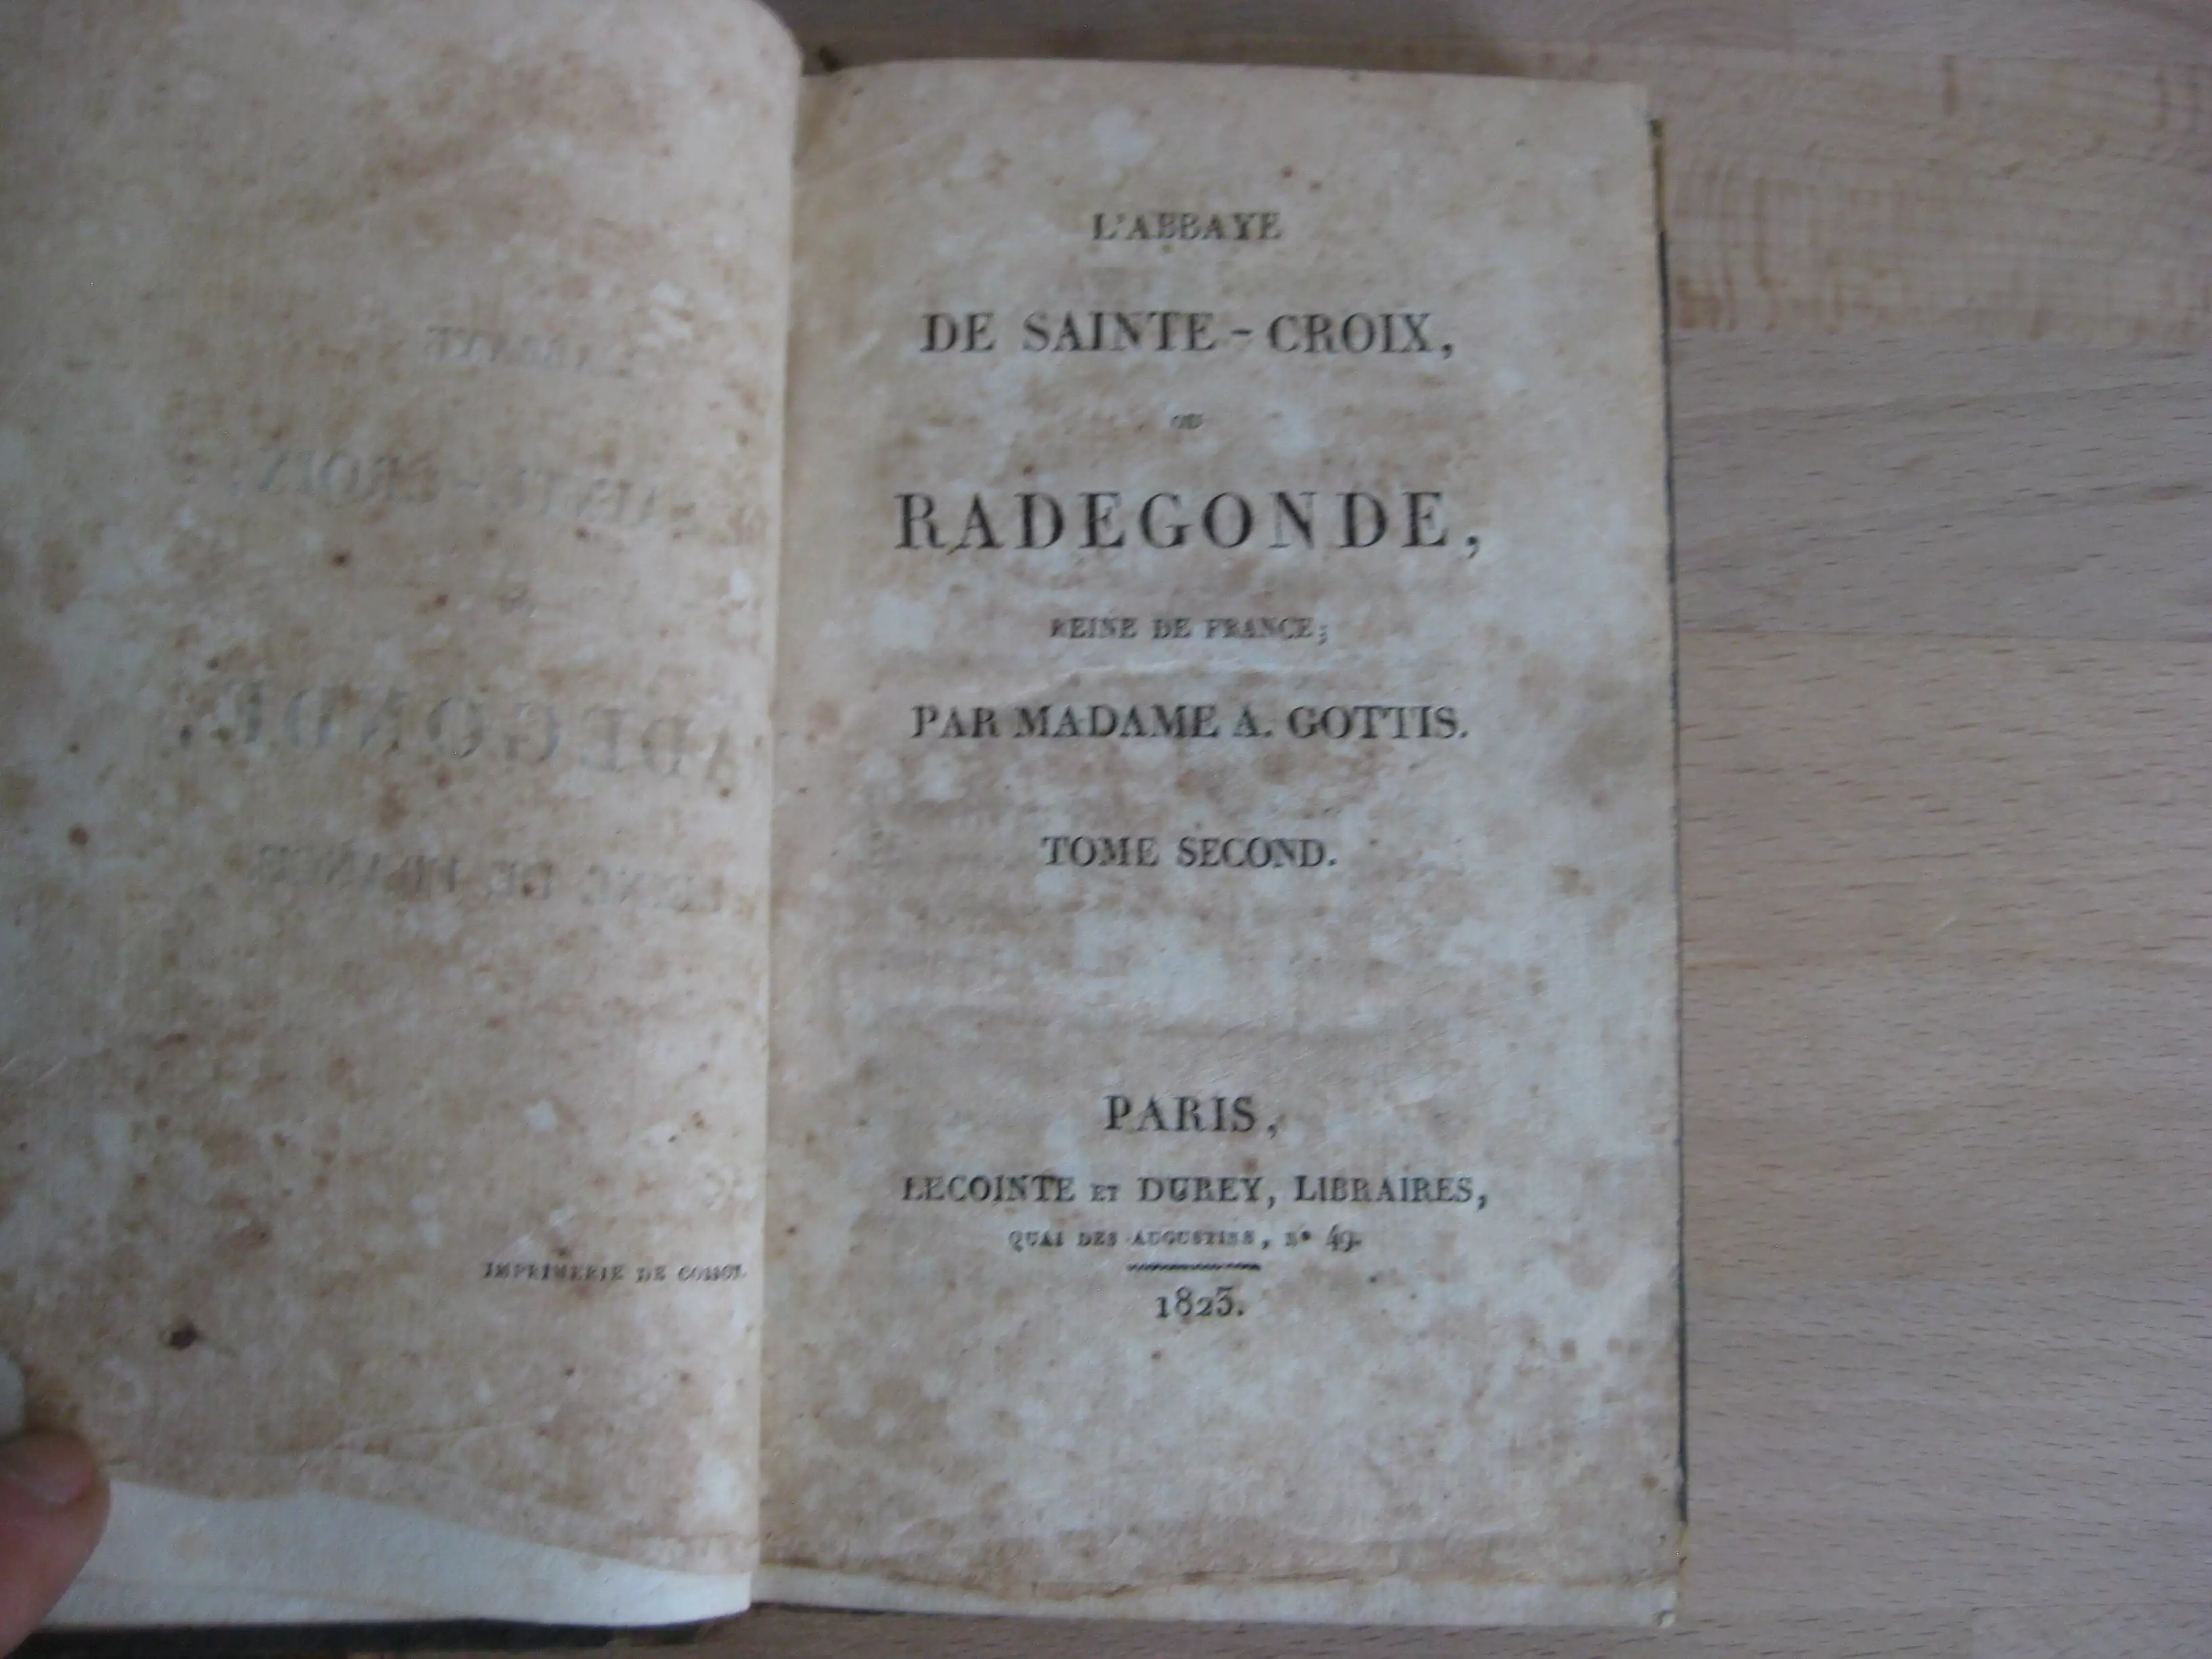 IMPRIMERIE DE COSSON.
L'ABBAYE
DE SAINTE-CROIX,
OU
RADEGONDE,
REINE DE FRANCE;
PAR MADAME A. GOTTIS.
TOME SECOND.
PARIS,
LECOINTE ET DUREY, LIBRAIRES,
QUAI DES AUGUSTINS, N° 49.
1823.